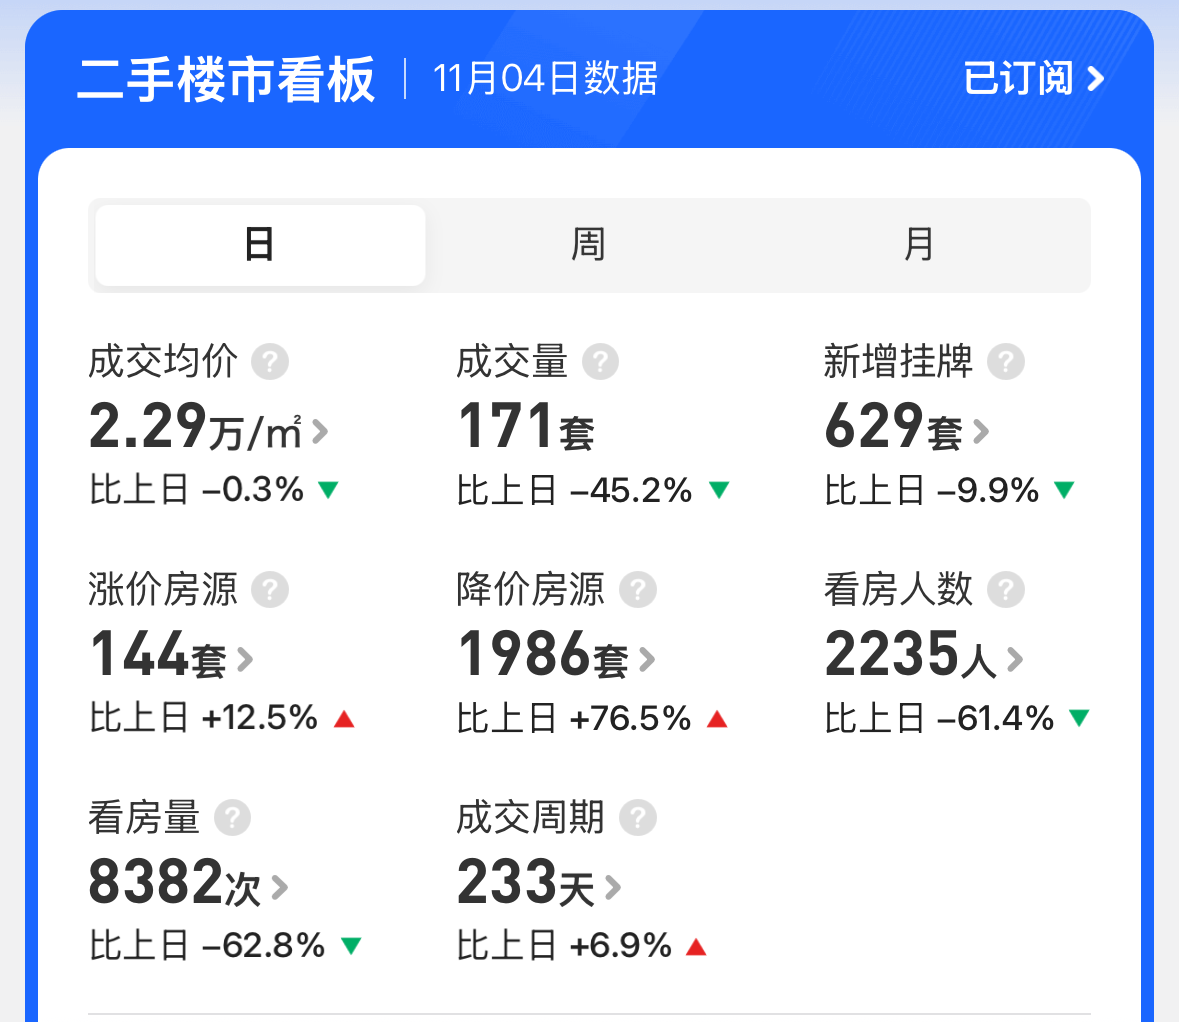 二手楼市看板 11月04日数据 已订阅
日 周 月
成交均价 ? 成交量 ? 新增挂牌 ?
2.29万/㎡ 171套 629套
比上日 -0.3% ▼ 比上日 -45.2% ▼ 比上日 -9.9% ▼
涨价房源 ? 降价房源 ? 看房人数 ?
144套 1986套 2235人
比上日 +12.5% ▲ 比上日 +76.5% ▲ 比上日 -61.4% ▼
看房量 ? 成交周期 ?
8382次 233天
比上日 -62.8% ▼ 比上日 +6.9% ▲